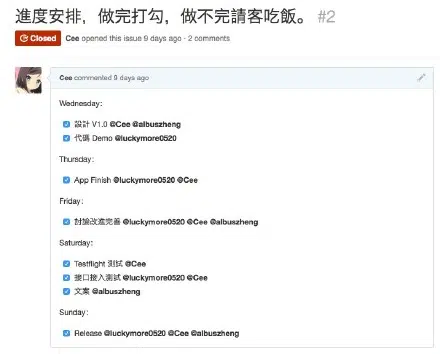 進度安排，做完打勾，做不完請客吃飯。 #2
Closed Cee opened this issue 9 days ago · 2 comments
Cee commented 9 days ago
Wednesday:
設計 V1.0 @Cee @albuszheng
代碼 Demo @luckymore0520
Thursday:
App Finish @luckymore0520 @Cee
Friday:
討論改進完善 @luckymore0520 @Cee @albuszheng
Saturday:
Testflight 測試 @Cee
接口接入測試 @luckymore0520 @Cee
文案 @albuszheng
Sunday:
Release @luckymore0520 @Cee @albuszheng